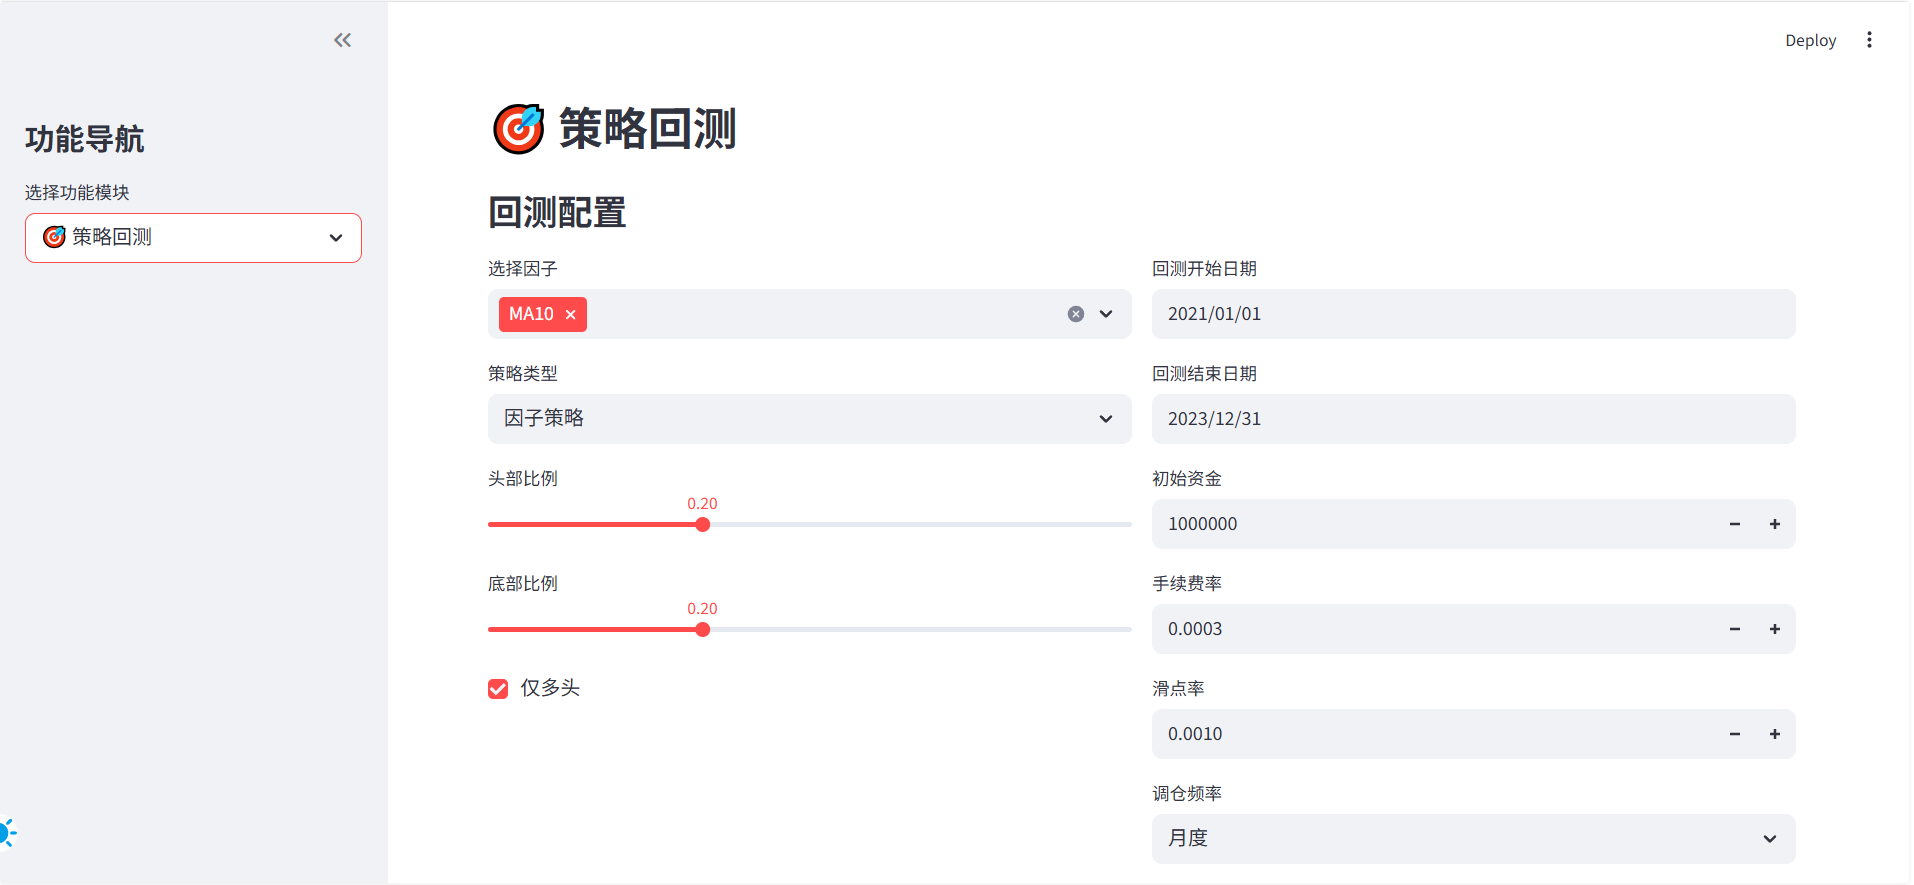 Deploy
功能导航
选择功能模块
策略回测
策略回测
回测配置
选择因子
MA10
策略类型
因子策略
头部比例
0.20
底部比例
0.20
仅多头
回测开始日期
2021/01/01
回测结束日期
2023/12/31
初始资金
1000000
手续费率
0.0003
滑点率
0.0010
调仓频率
月度